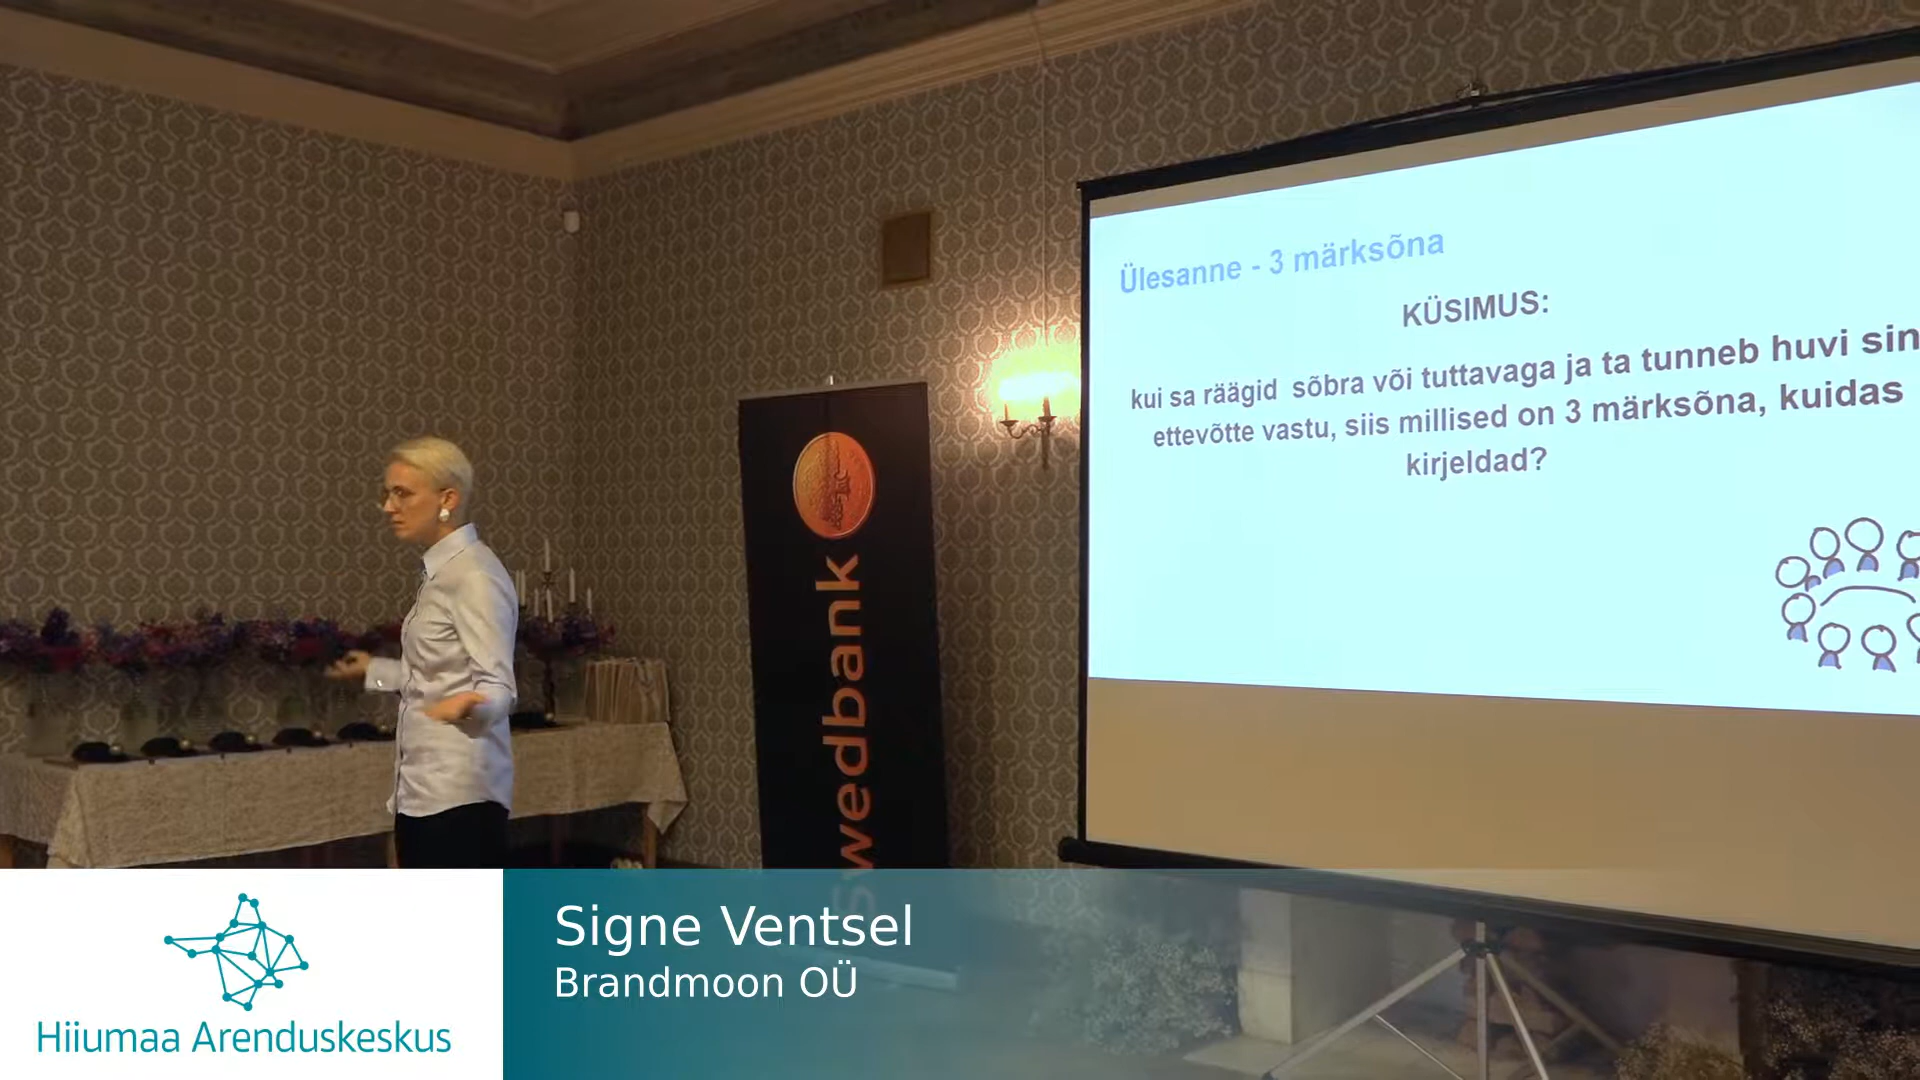 Ülesanne - 3 märksõna
KÜSIMUS:
kui sa räägid sõbra või tuttavaga ja ta tunneb huvi sin
ettevõtte vastu, siis millised on 3 märksõna, kuidas
kirjeldad?
Swedbank
Signe Ventsel
Brandmoon OÜ
Hiiumaa Arenduskeskus